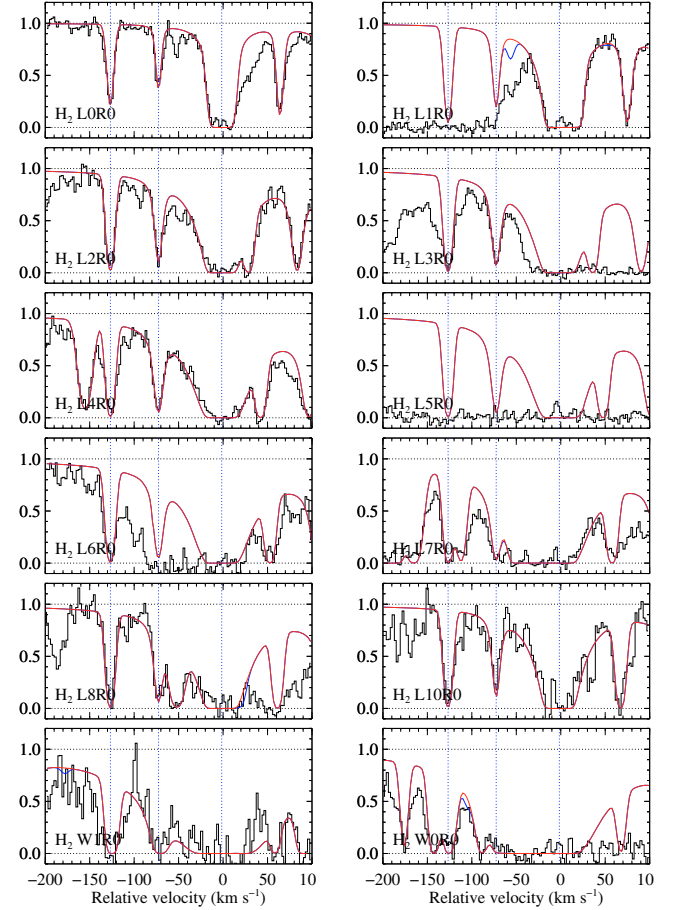 1.0
0.5
0.0
H2 L0R0
H2 L1R0
1.0
0.5
0.0
H2 L2R0
H2 L3R0
1.0
0.5
0.0
H2 L4R0
H2 L5R0
1.0
0.5
0.0
H2 L6R0
H2 L7R0
1.0
0.5
0.0
H2 L8R0
H2 L10R0
1.0
0.5
0.0
H2 W1R0
H2 W0R0
−200 −150 −100 −50 0 50 10
−200 −150 −100 −50 0 50 10
Relative velocity (km s−1)
Relative velocity (km s−1)